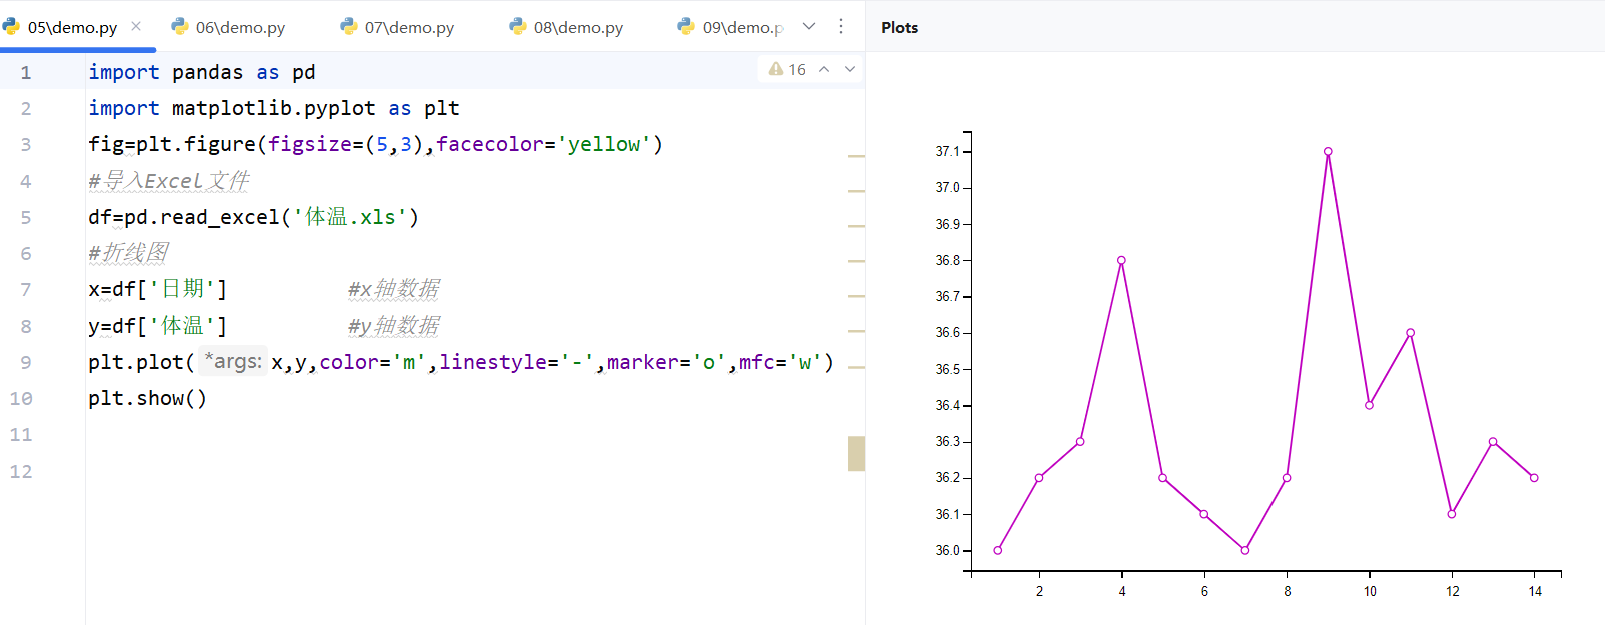 05\demo.py 06\demo.py 07\demo.py 08\demo.py 09\demo.p
Plots
16
1 import pandas as pd
2 import matplotlib.pyplot as plt
3 fig=plt.figure(figsize=(5,3),facecolor='yellow')
4 #导入Excel文件
5 df=pd.read_excel('体温.xls')
6 #折线图
7 x=df['日期'] #x轴数据
8 y=df['体温'] #y轴数据
9 plt.plot( *args: x,y,color='m',linestyle='-',marker='o',mfc='w')
10 plt.show()
11
12
37.1
37.0
36.9
36.8
36.7
36.6
36.5
36.4
36.3
36.2
36.1
36.0
2 4 6 8 10 12 14